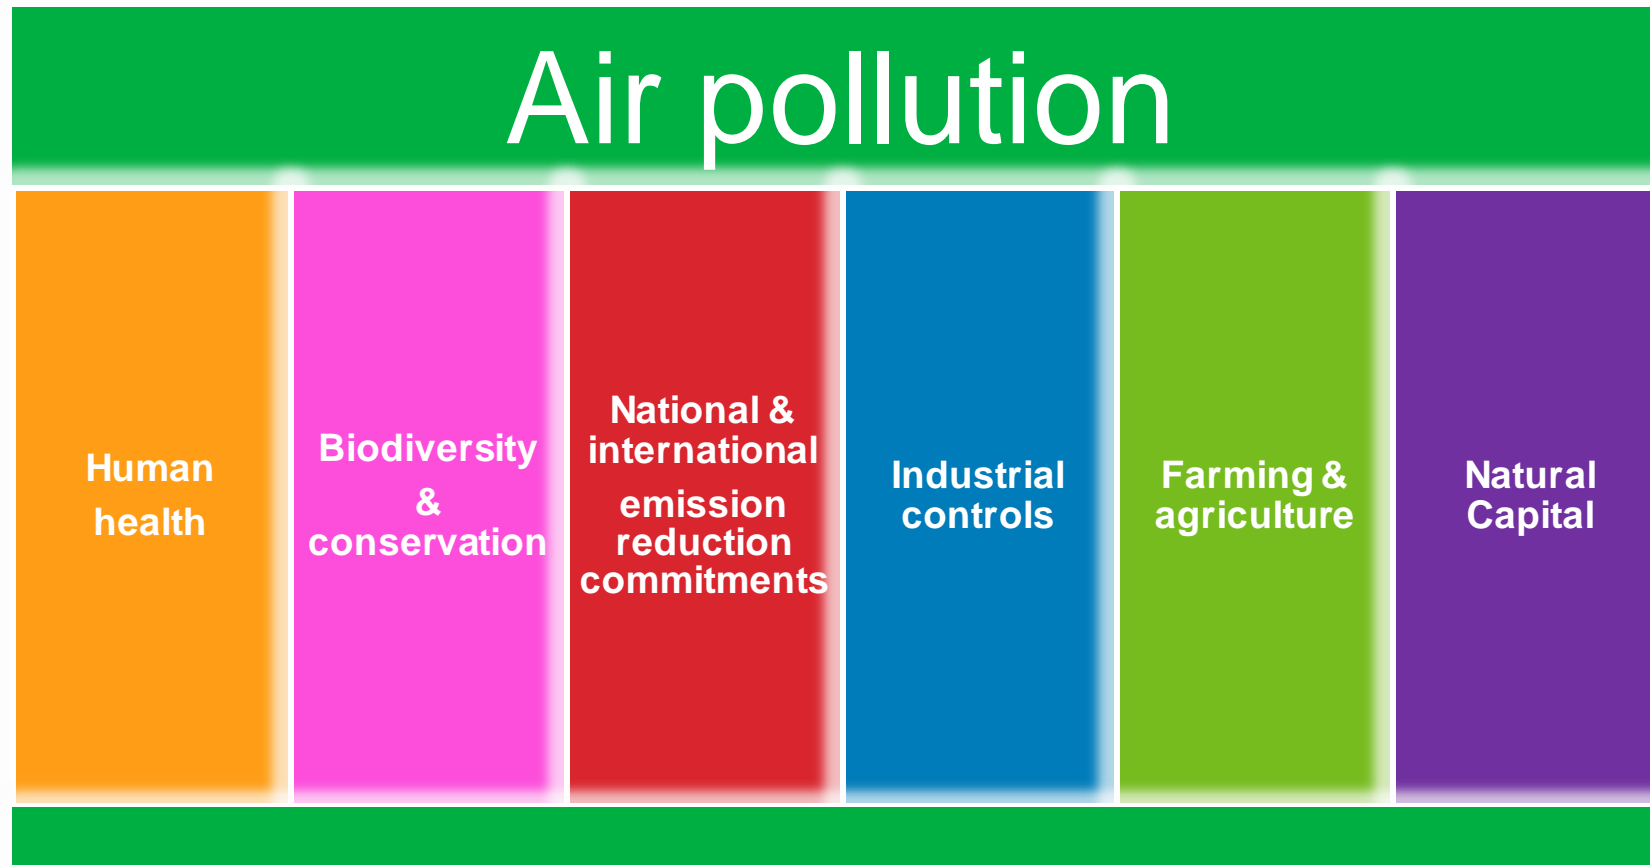 Air pollution
Human
health
Biodiversity
&
conservation
National &
international
emission
reduction
commitments
Industrial
controls
Farming &
agriculture
Natural
Capital